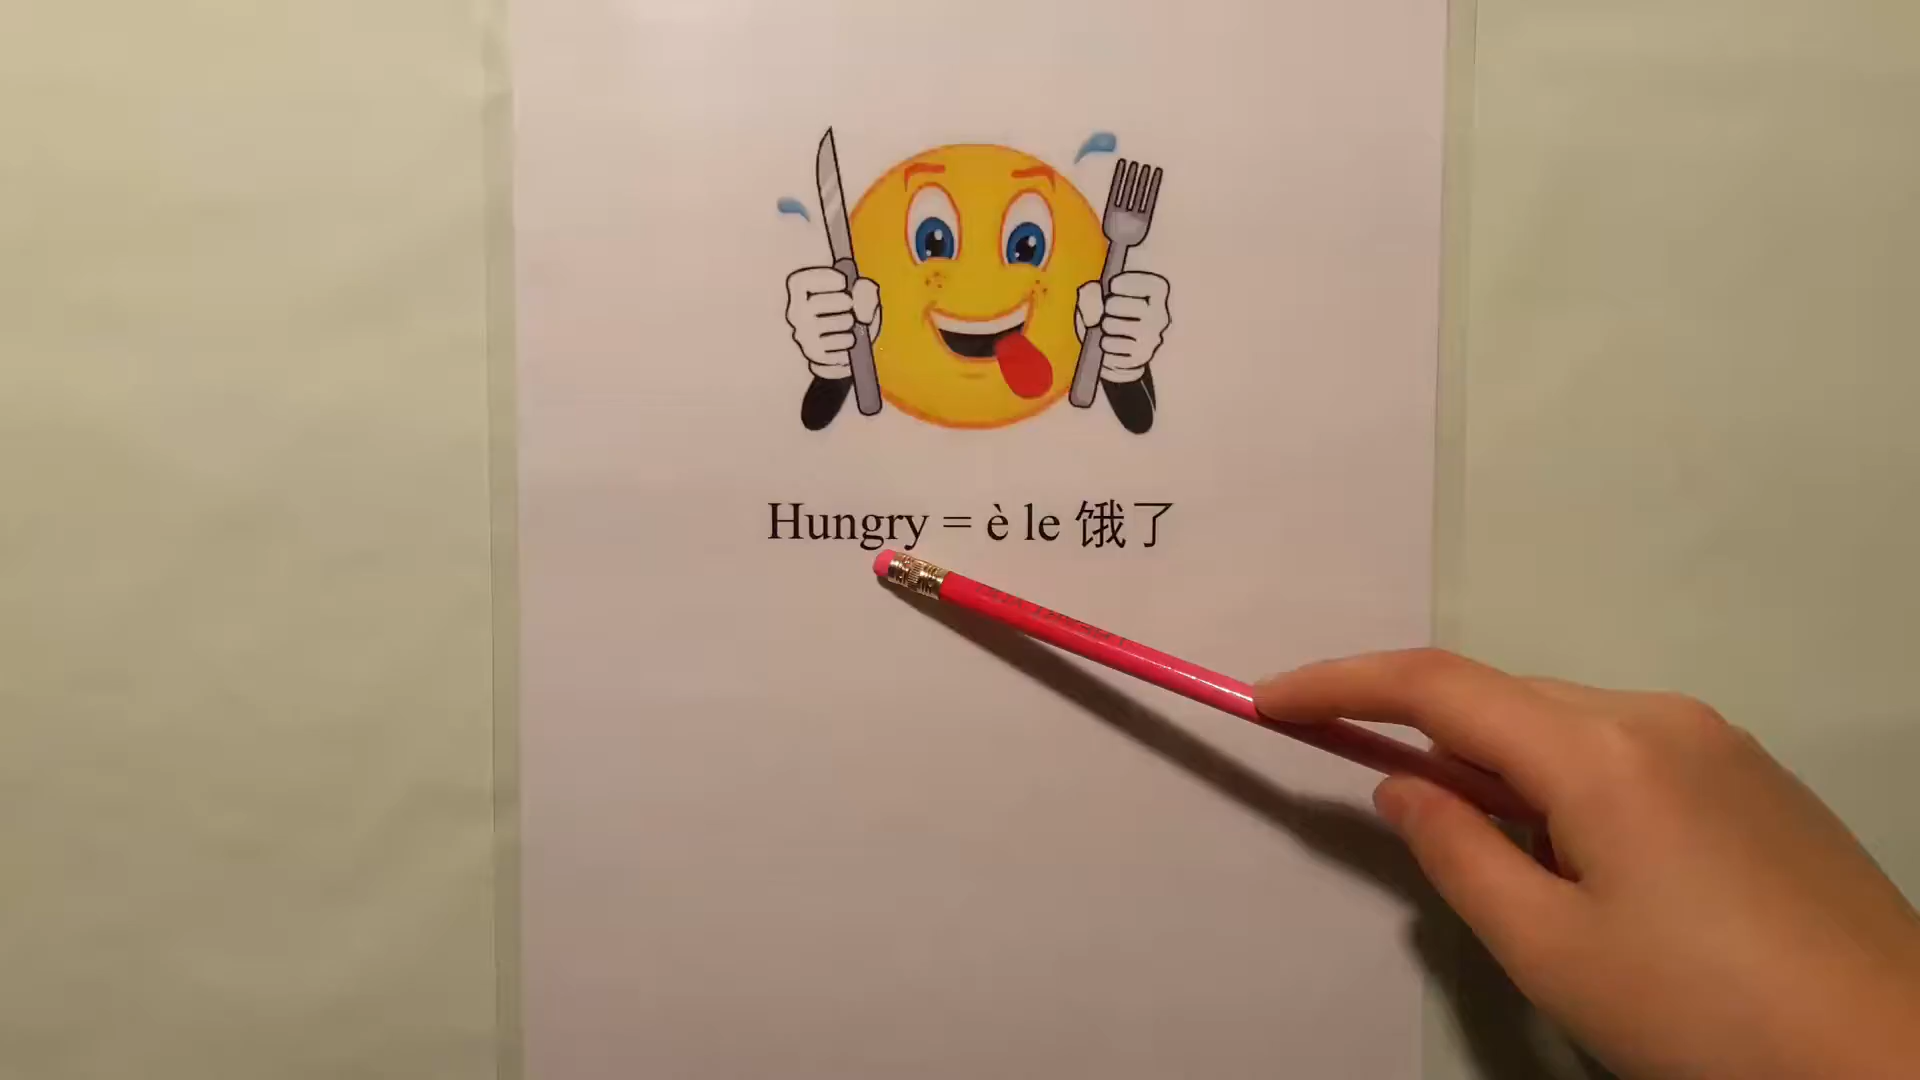 Hungry = è le 饿了